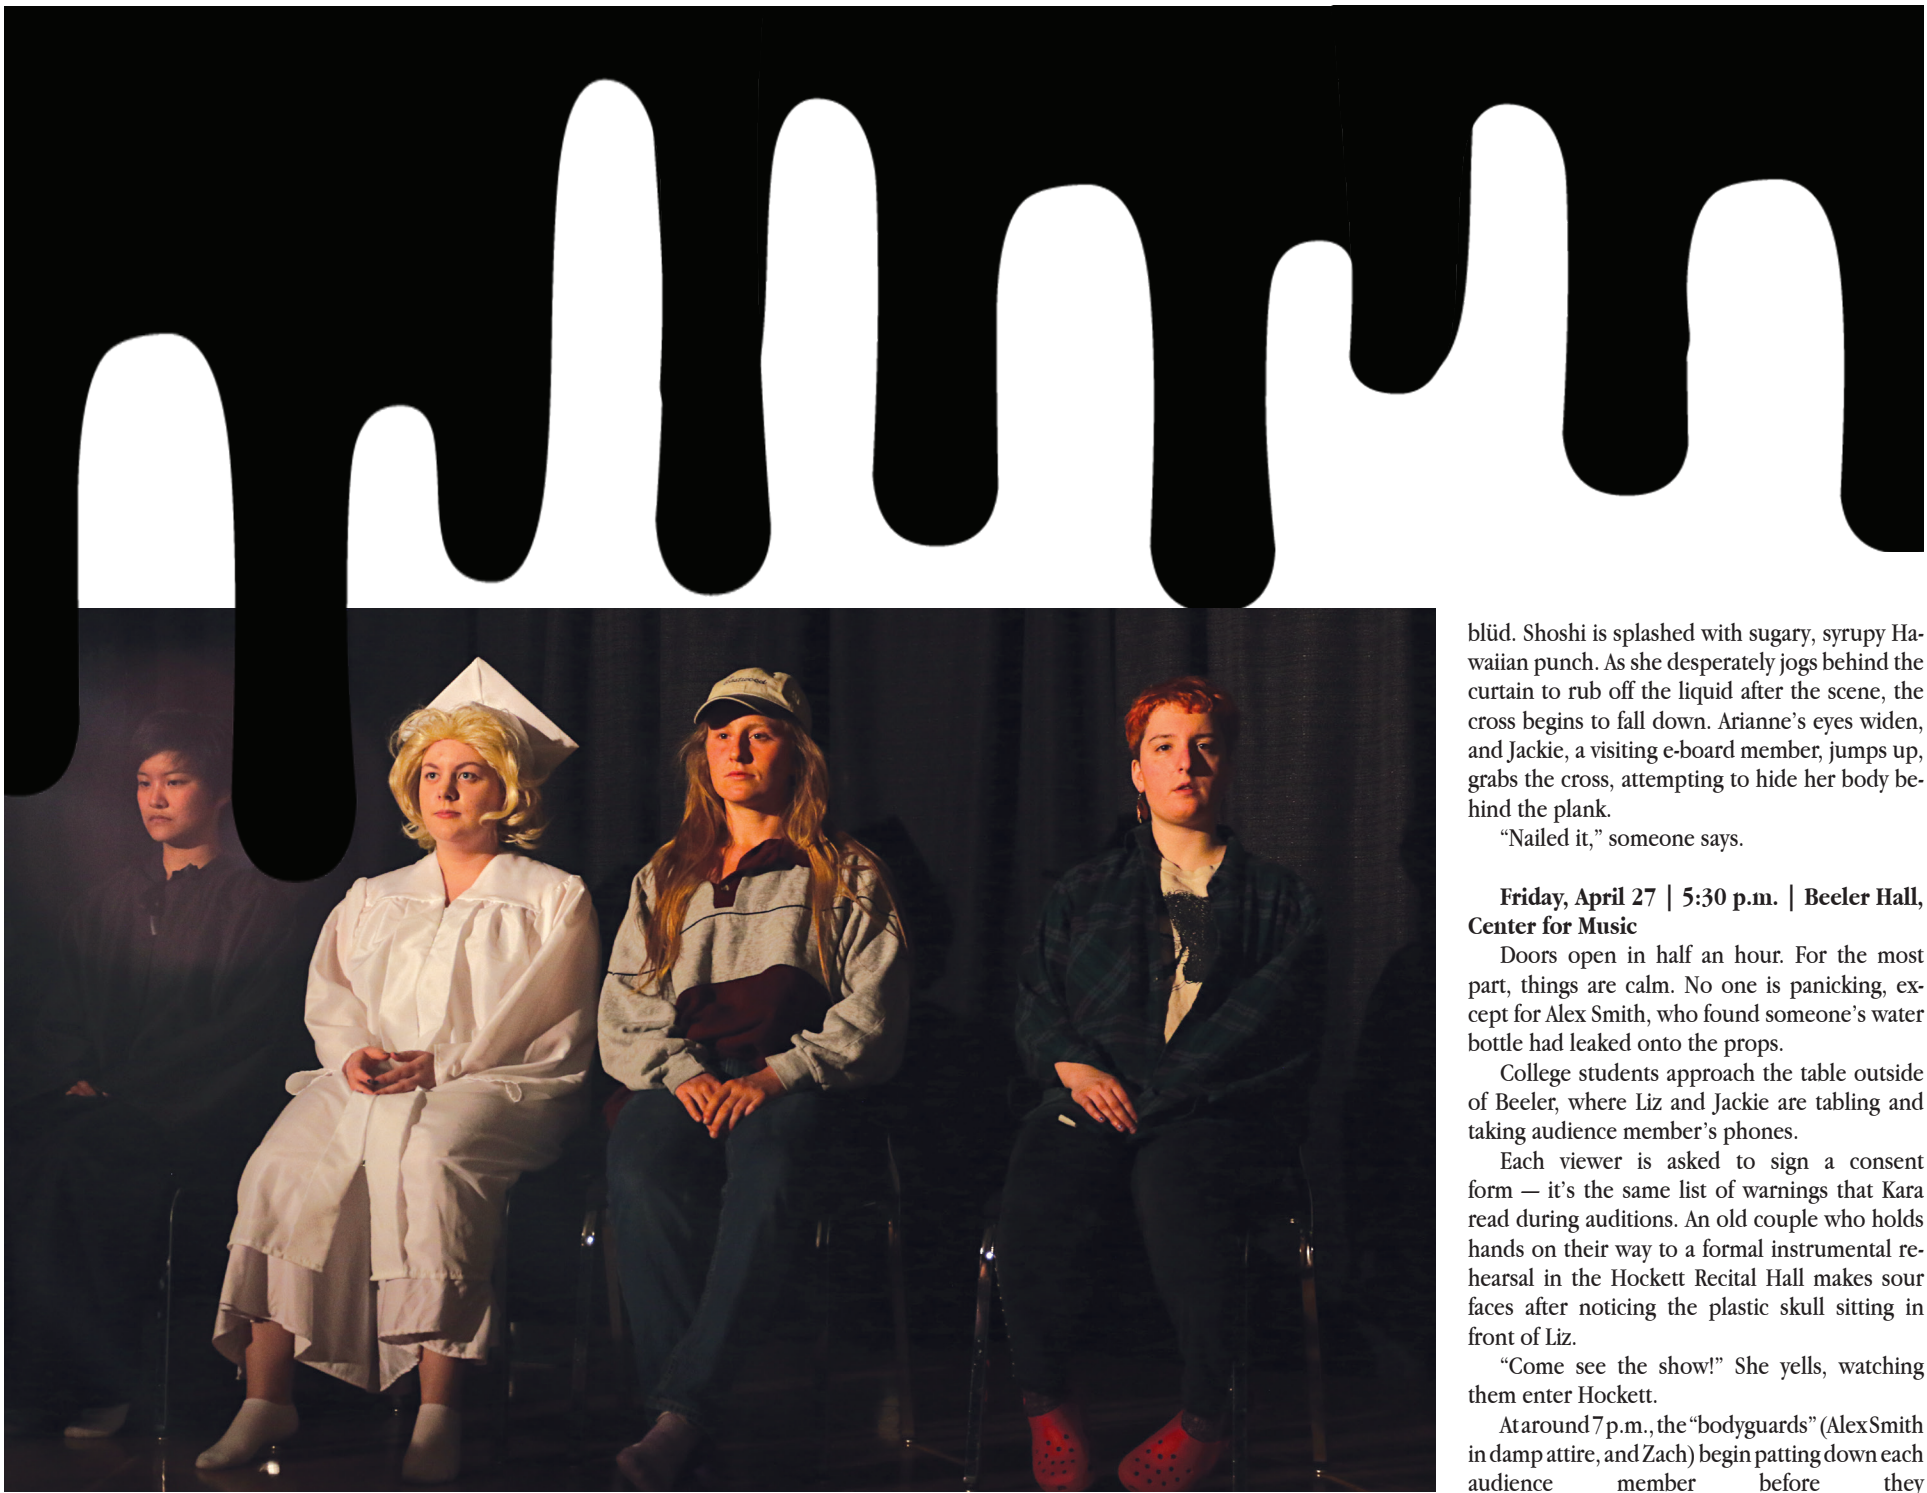 blüd. Shoshi is splashed with sugary, syrupy Ha-
waiian punch. As she desperately jogs behind the
curtain to rub off the liquid after the scene, the
cross begins to fall down. Arianne’s eyes widen,
and Jackie, a visiting e-board member, jumps up,
grabs the cross, attempting to hide her body be-
hind the plank.
“Nailed it,” someone says.
Friday, April 27 | 5:30 p.m. | Beeler Hall,
Center for Music
Doors open in half an hour. For the most
part, things are calm. No one is panicking, ex-
cept for Alex Smith, who found someone’s water
bottle had leaked onto the props.
College students approach the table outside
of Beeler, where Liz and Jackie are tabling and
taking audience member’s phones.
Each viewer is asked to sign a consent
form — it’s the same list of warnings that Kara
read during auditions. An old couple who holds
hands on their way to a formal instrumental re-
hearsal in the Hockett Recital Hall makes sour
faces after noticing the plastic skull sitting in
front of Liz.
“Come see the show!” She yells, watching
them enter Hockett.
At around 7 p.m., the “bodyguards” (Alex Smith
in damp attire, and Zach) begin patting down each
audience member before they